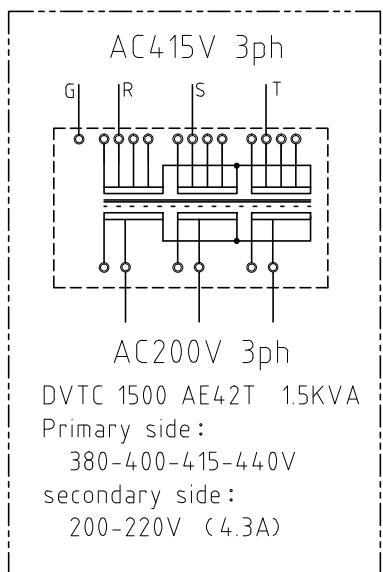 AC415V 3ph
G R S T
AC200V 3ph
DVTC 1500 AE42T 1.5KVA
Primary side:
380-400-415-440V
secondary side:
200-220V (4.3A)